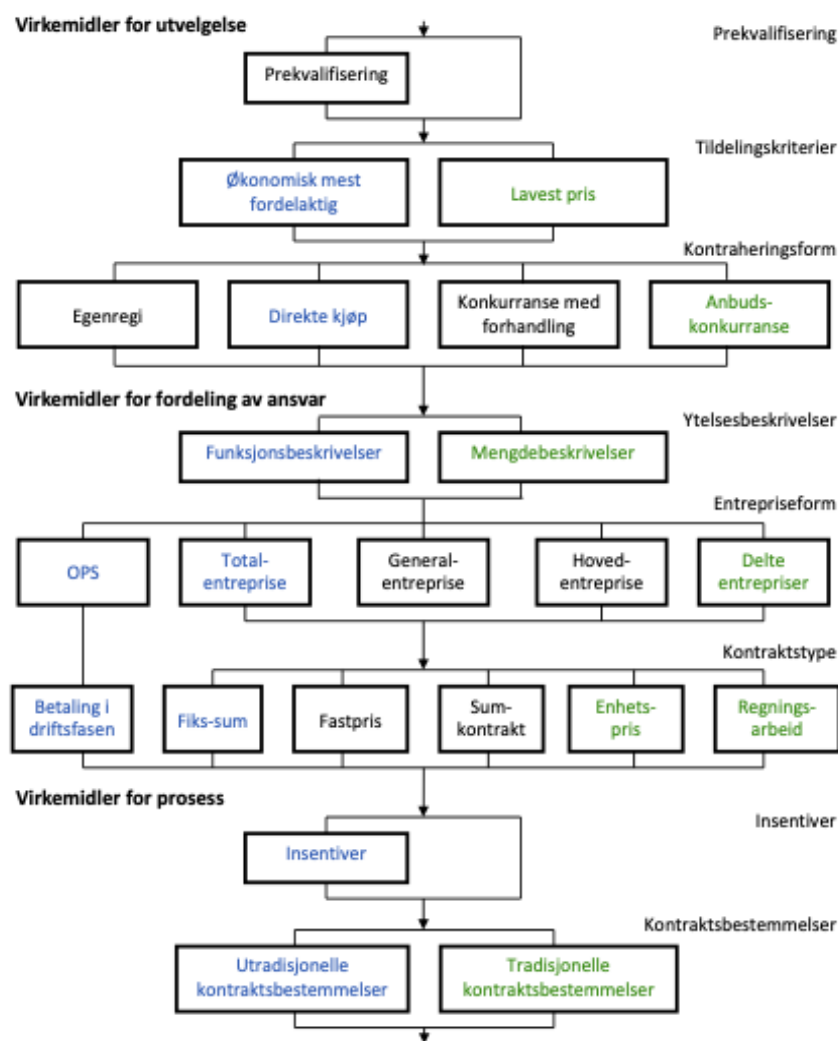 Virkemidler for utvelgelse
Prekvalifisering
Prekvalifisering
Tildelingskriterier
Økonomisk mest
fordelaktig
Lavest pris
Kontraheringsform
Egenregi
Direkte kjøp
Konkurranse med
forhandling
Anbuds-
konkurranse
Virkemidler for fordeling av ansvar
Ytelsesbeskrivelser
Funksjonsbeskrivelser
Mengdebeskrivelser
Entrepriseform
OPS
Total-
entreprise
General-
entreprise
Hoved-
entreprise
Delte
entrepriser
Kontraktstype
Betaling i
driftsfasen
Fiks-sum
Fastpris
Sum-
kontrakt
Enhets-
pris
Regnings-
arbeid
Virkemidler for prosess
Insentiver
Insentiver
Kontraktsbestemmelser
Utradisjonelle
kontraktsbestemmelser
Tradisjonelle
kontraktsbestemmelser